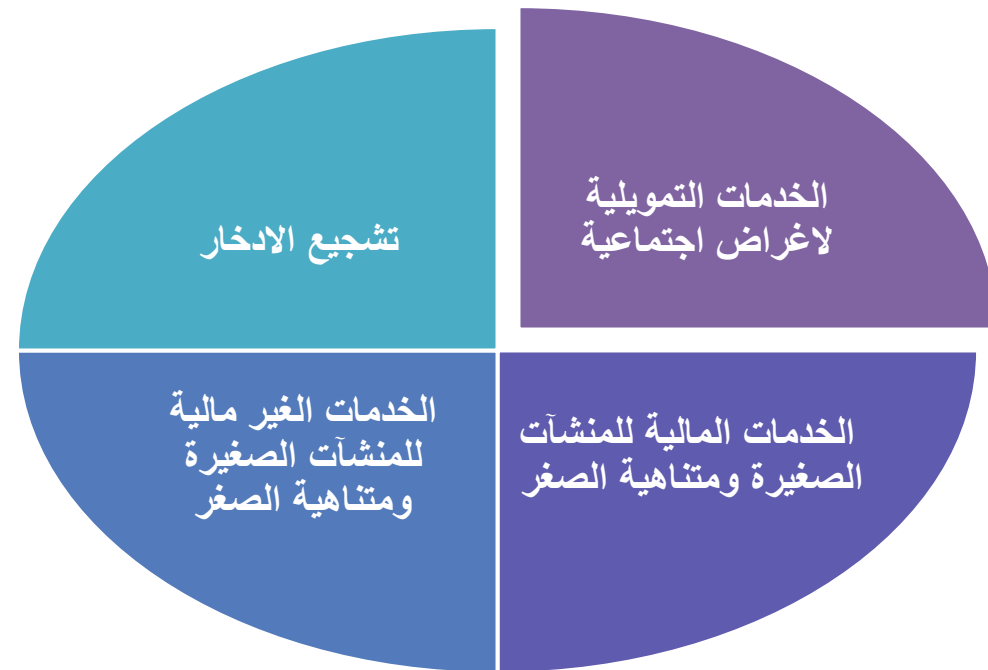 الخدمات التمويلية
لاغراض اجتماعية
تشجيع الادخار
الخدمات المالية للمنشآت
الصغيرة ومتناهية الصغر
الخدمات الغير مالية
للمنشآت الصغيرة
ومتناهية الصغر